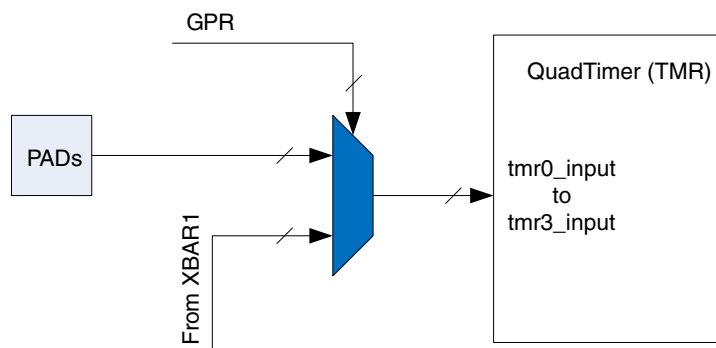 GPR
QuadTimer (TMR)
PADs
tmr0_input
to
tmr3_input
From XBAR1